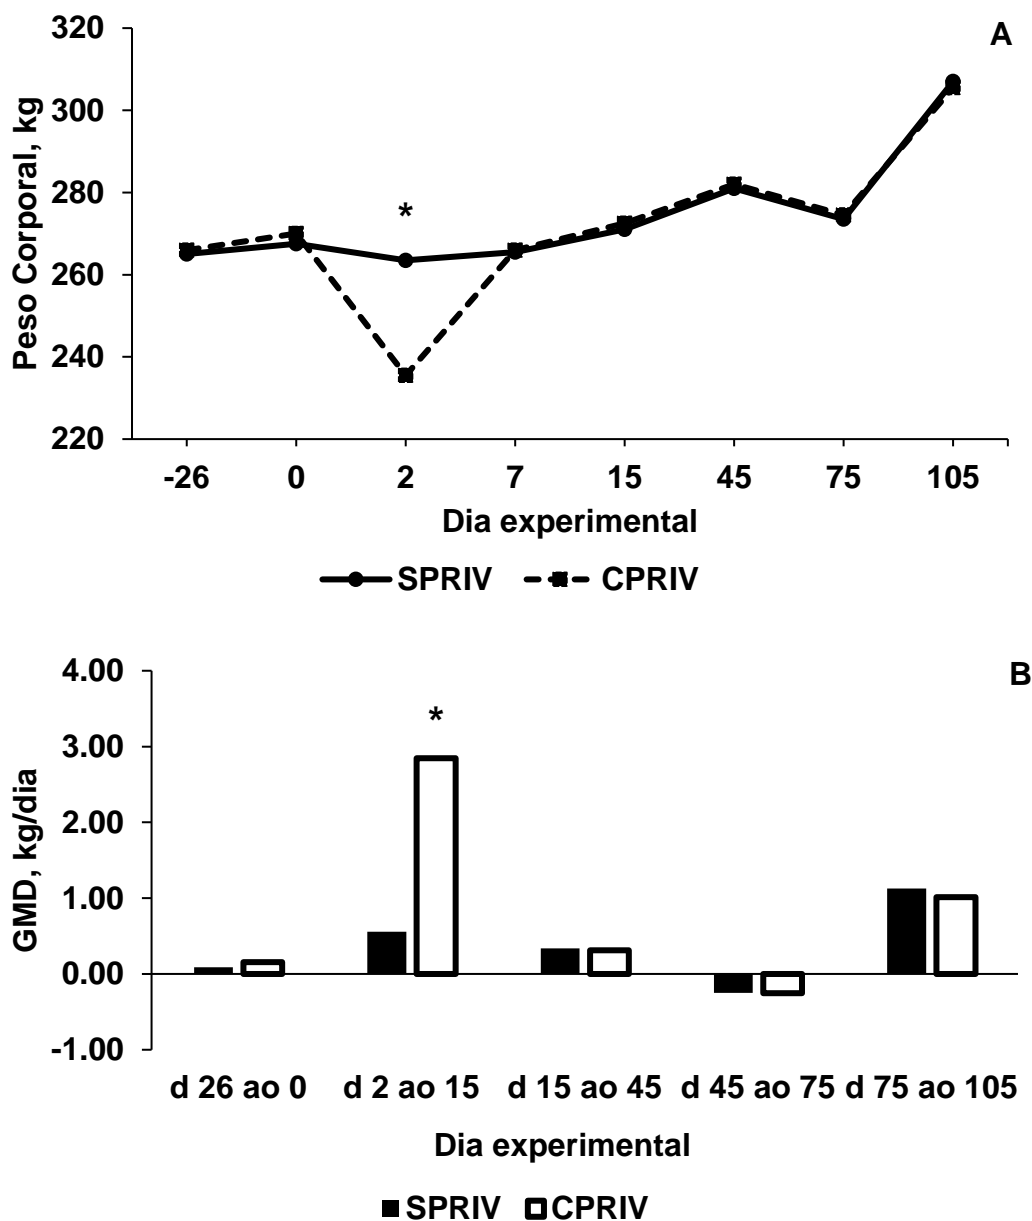 320
A
300
280
260
240
220
Peso Corporal, kg
*
-26 0 2 7 15 45 75 105
Dia experimental
SPRIV CPRIV
4.00
B
3.00
2.00
1.00
0.00
-1.00
GMD, kg/dia
*
d 26 ao 0 d 2 ao 15 d 15 ao 45 d 45 ao 75 d 75 ao 105
Dia experimental
SPRIV CPRIV